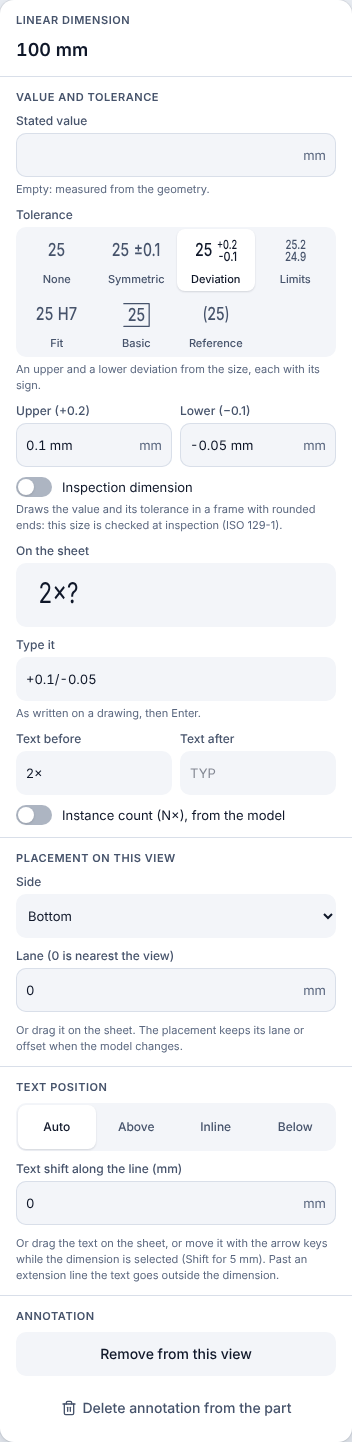 LINEAR DIMENSION
100 mm
VALUE AND TOLERANCE
Stated value
mm
Empty: measured from the geometry.
Tolerance
25
25 ±0.1
25 +0.2 -0.1
25.2 24.9
None
Symmetric
Deviation
Limits
25 H7
25
(25)
Fit
Basic
Reference
An upper and a lower deviation from the size, each with its
sign.
Upper (+0.2)
Lower (−0.1)
0.1 mm mm
-0.05 mm mm
Inspection dimension
Draws the value and its tolerance in a frame with rounded
ends: this size is checked at inspection (ISO 129-1).
On the sheet
2×?
Type it
+0.1/-0.05
As written on a drawing, then Enter.
Text before
Text after
2×
TYP
Instance count (N×), from the model
PLACEMENT ON THIS VIEW
Side
Bottom
Lane (0 is nearest the view)
0 mm
Or drag it on the sheet. The placement keeps its lane or
offset when the model changes.
TEXT POSITION
Auto
Above
Inline
Below
Text shift along the line (mm)
0 mm
Or drag the text on the sheet, or move it with the arrow keys
while the dimension is selected (Shift for 5 mm). Past an
extension line the text goes outside the dimension.
ANNOTATION
Remove from this view
Delete annotation from the part